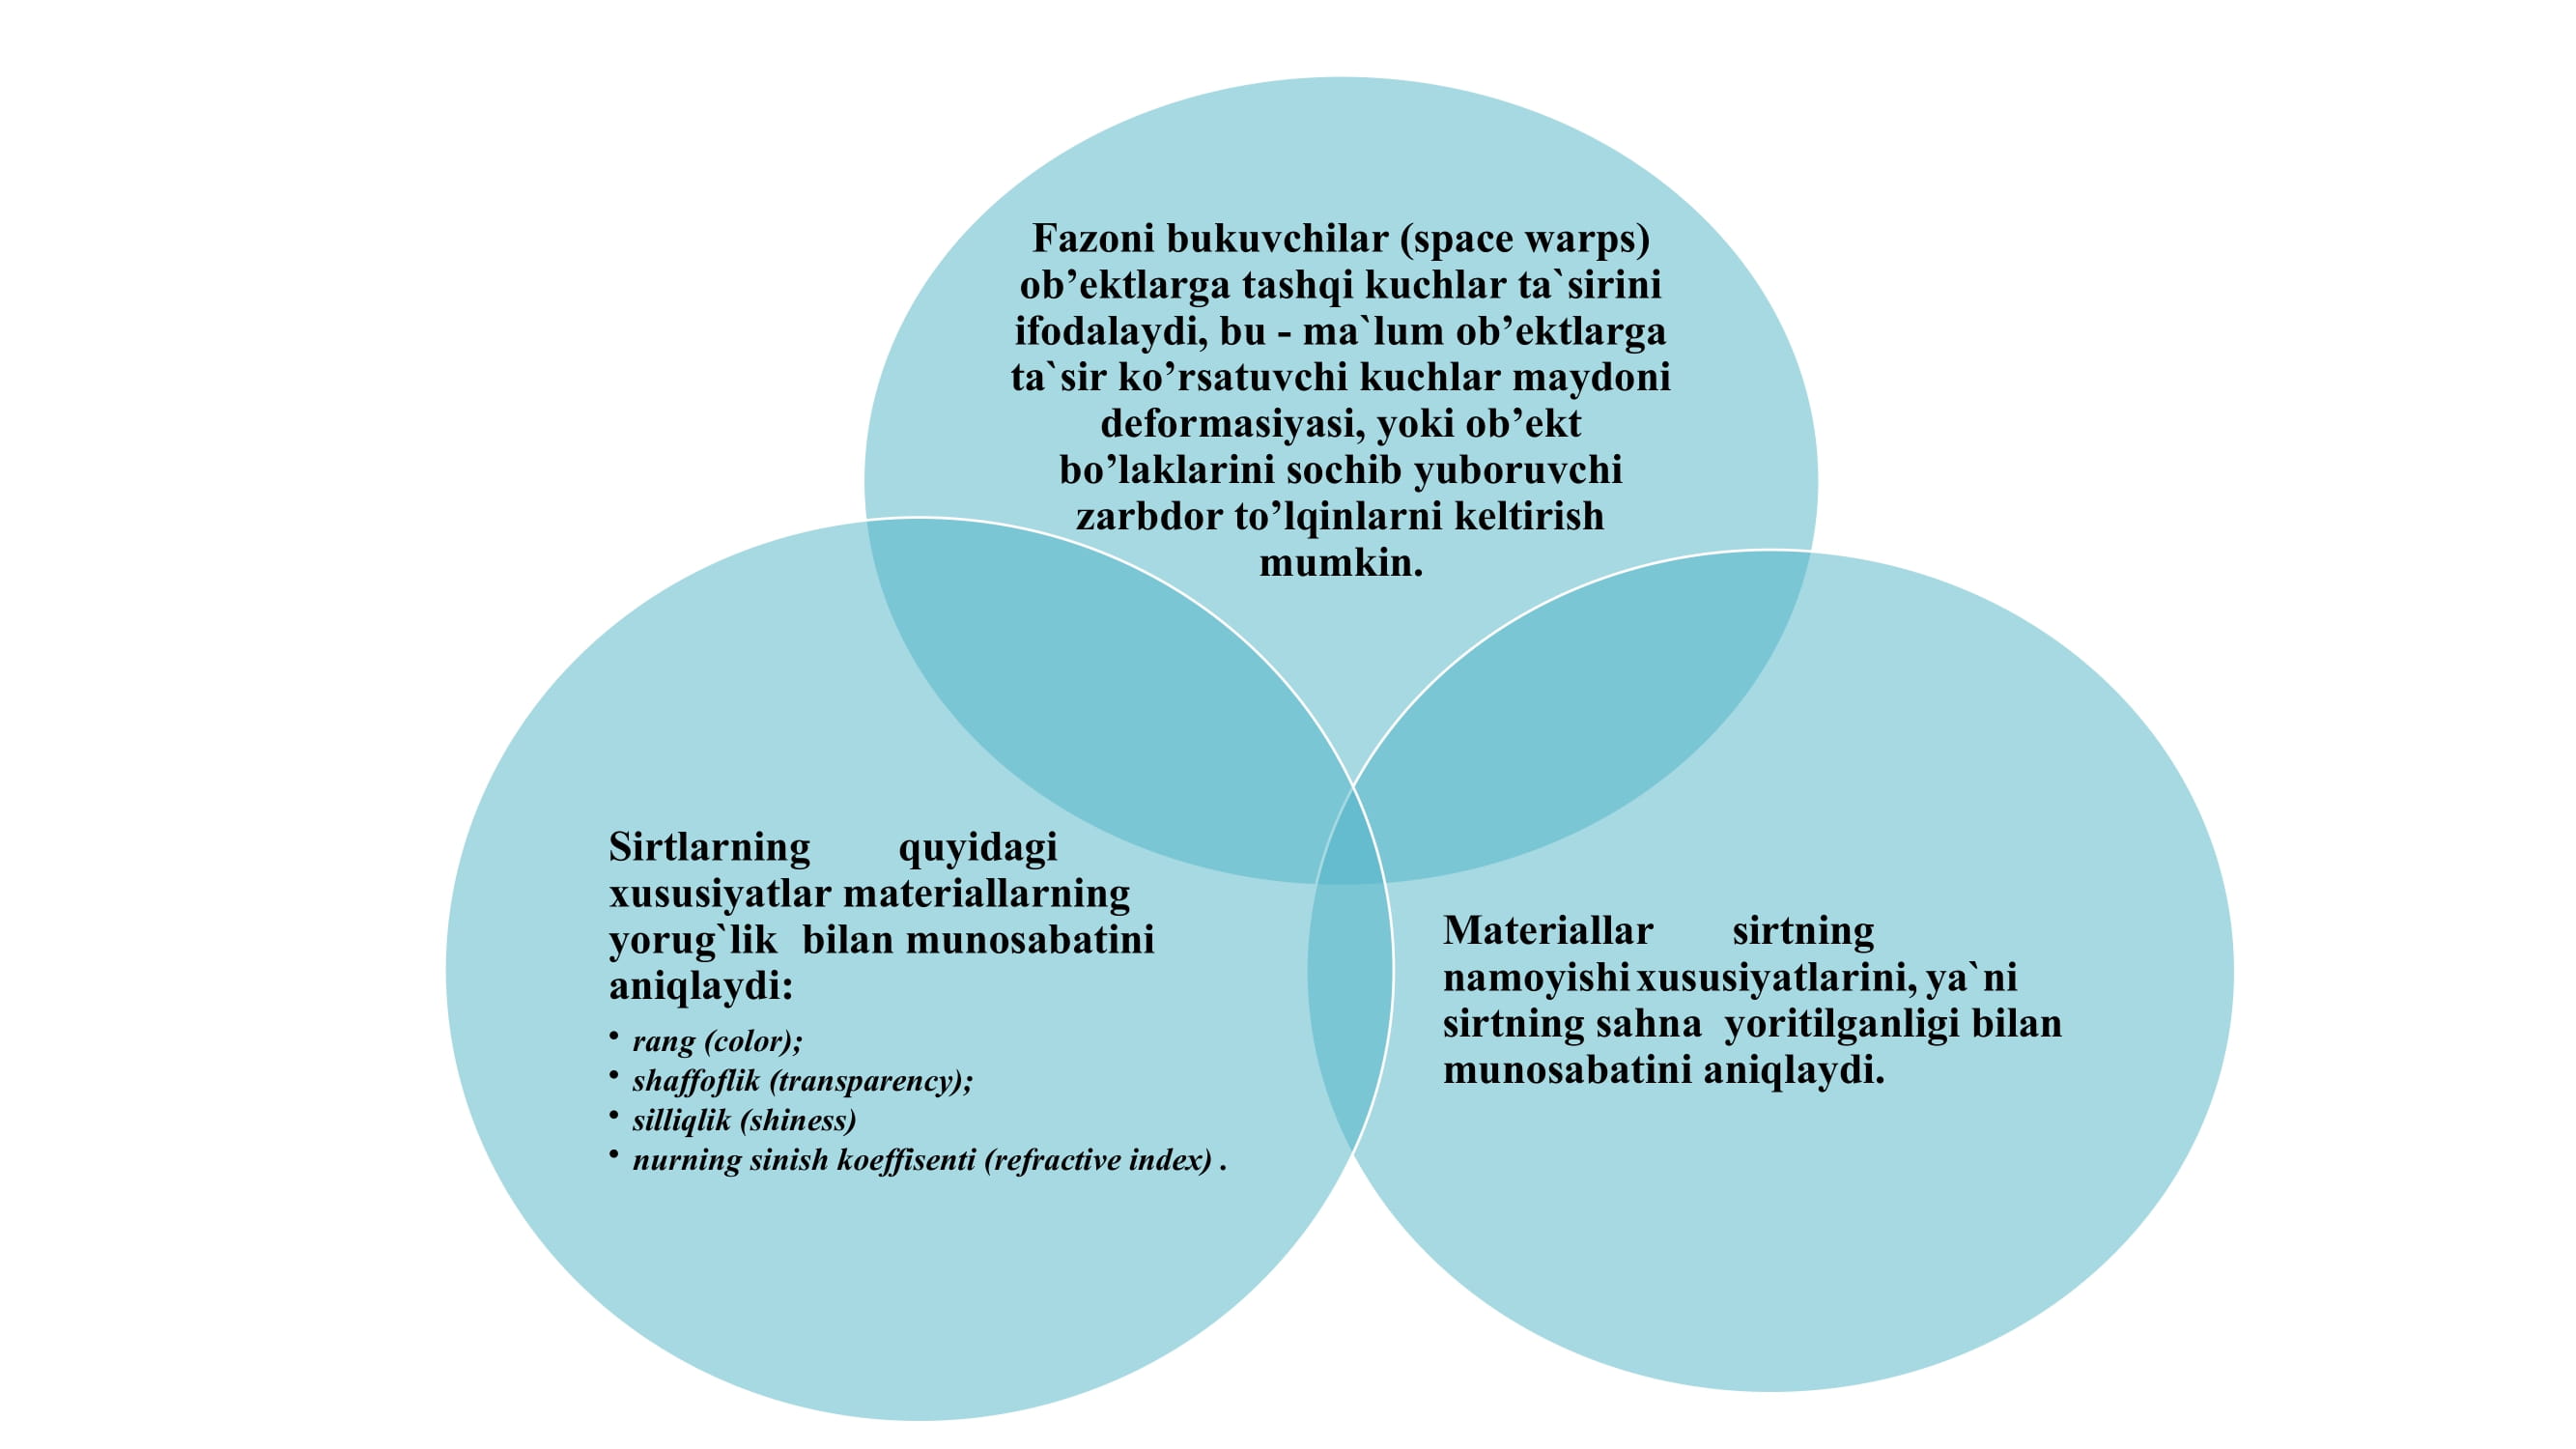 Fazoni bukuvchilar (space warps)
ob’ektlarga tashqi kuchlar ta`sirini
ifodalaydi, bu - ma`lum ob’ektlarga
ta`sir ko’rsatuvchi kuchlar maydoni
deformasiyasi, yoki ob’ekt
bo’laklarini sochib yuboruvchi
zarbdor to’lqinlarni keltirish
mumkin.
Sirtlarning quyidagi
xususiyatlar materiallarning
yorug`lik bilan munosabatini
aniqlaydi:
• rang (color);
• shaffoflik (transparency);
• silliqlik (shiness)
• nurning sinish koeffisenti (refractive index) .
Materiallar sirtning
namoyishi xususiyatlarini, ya`ni
sirtning sahna yoritilganligi bilan
munosabatini aniqlaydi.